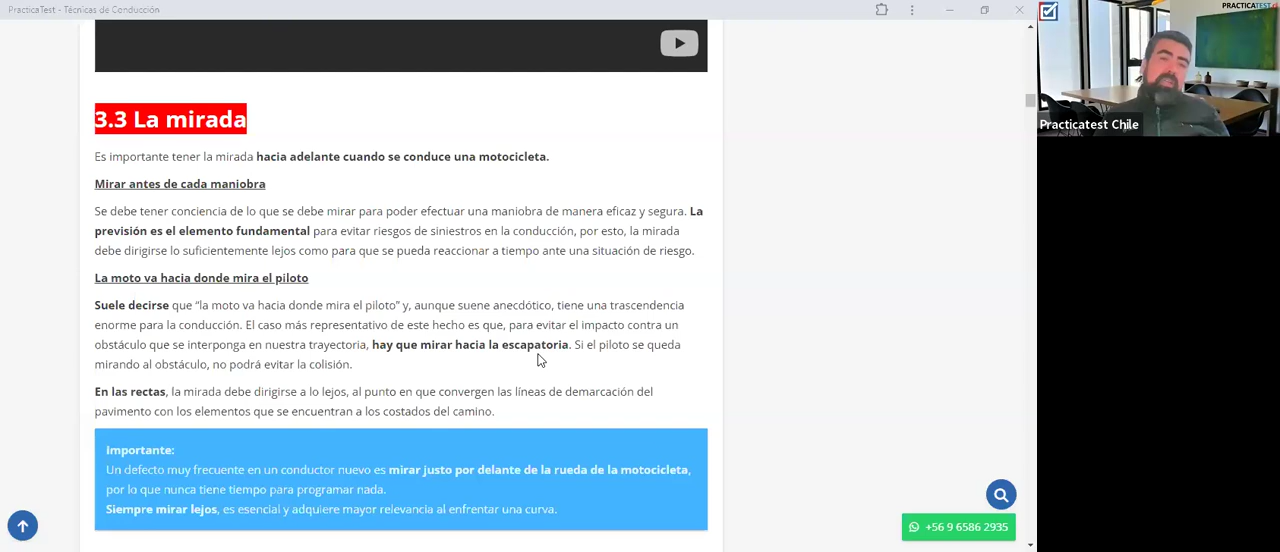 PracticaTest - Técnicas de Conducción
PRACTICATEST
Practicatest Chile
3.3 La mirada
Es importante tener la mirada hacia adelante cuando se conduce una motocicleta.
Mirar antes de cada maniobra
Se debe tener conciencia de lo que se debe mirar para poder efectuar una maniobra de manera eficaz y segura. La
previsión es el elemento fundamental para evitar riesgos de siniestros en la conducción, por esto, la mirada
debe dirigirse lo suficientemente lejos como para que se pueda reaccionar a tiempo ante una situación de riesgo.
La moto va hacia donde mira el piloto
Suele decirse que “la moto va hacia donde mira el piloto” y, aunque suene anecdótico, tiene una trascendencia
enorme para la conducción. El caso más representativo de este hecho es que, para evitar el impacto contra un
obstáculo que se interponga en nuestra trayectoria, hay que mirar hacia la escapatoria. Si el piloto se queda
mirando al obstáculo, no podrá evitar la colisión.
En las rectas, la mirada debe dirigirse a lo lejos, al punto en que convergen las líneas de demarcación del
pavimento con los elementos que se encuentran a los costados del camino.
Importante:
Un defecto muy frecuente en un conductor nuevo es mirar justo por delante de la rueda de la motocicleta,
por lo que nunca tiene tiempo para programar nada.
Siempre mirar lejos, es esencial y adquiere mayor relevancia al enfrentar una curva.
+56 9 6586 2935